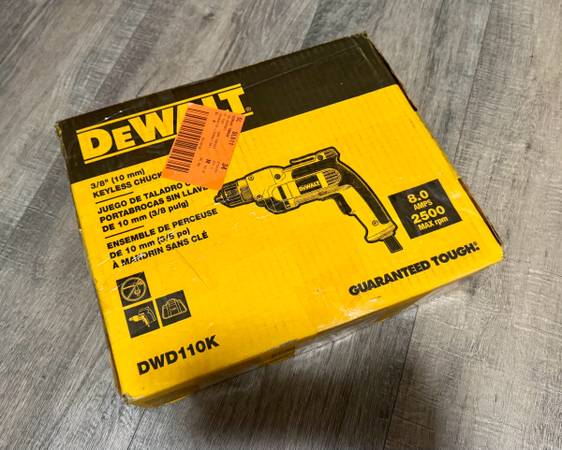 DEWALT
3/8" (10 mm)
KEYLESS CHUCK
JUEGO DE TALADRO
PORTABROCAS SIN LLAVE
DE 10 mm (3/8 pulg)
ENSEMBLE DE PERCEUSE
DE 10 mm (3/5 po)
À MANDRIN SANS CLÉ
DEWALT
8.0
AMPS
2500
MAX rpm
GUARANTEED TOUGH.
DWD110K